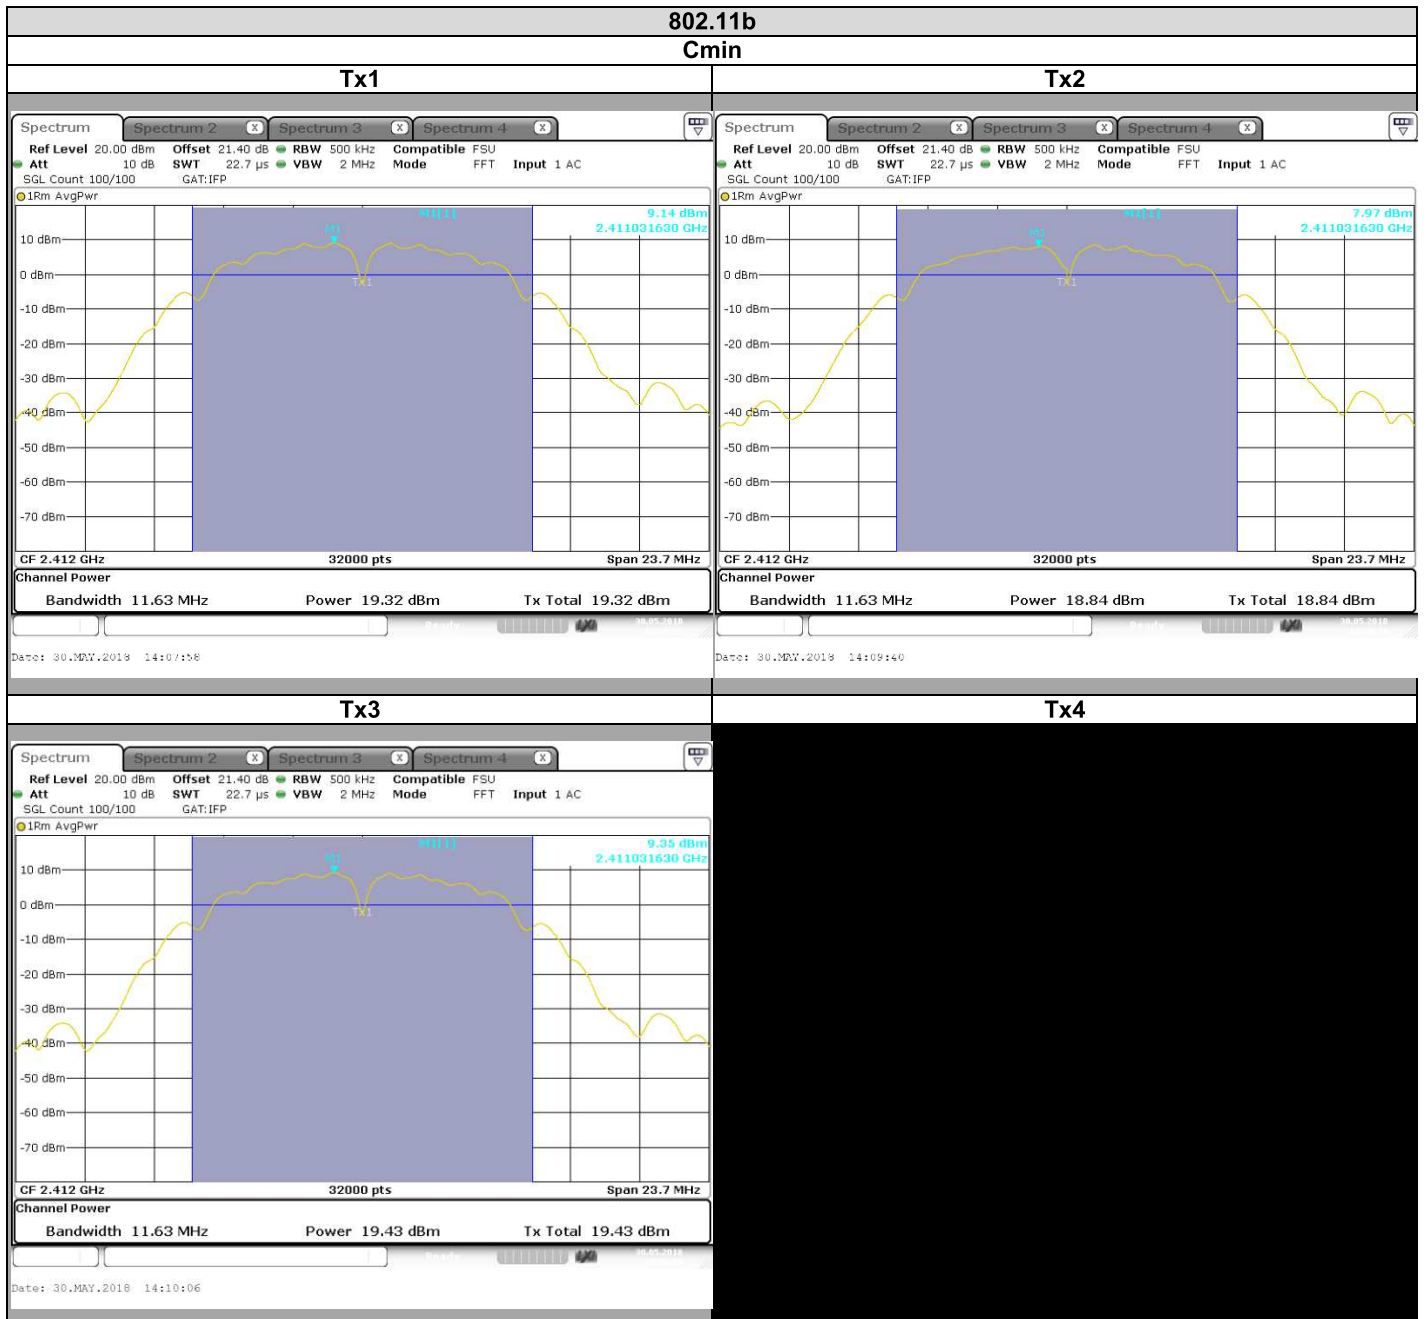 802.11b
Cmin
Tx1 Tx2
Spectrum Spectrum 2 X Spectrum 3 X Spectrum 4 X
Ref Level 20.00 dBm Offset 21.40 dB RBW 500 kHz Compatible FSU
Att 10 dB SWT 22.7 µs VBW 2 MHz Mode FFT Input 1 AC
SGL Count 100/100 GAT:IFP
1Rm AvgPwr
M1[1] 9.14 dBm
2.411031630 GHz
M1
10 dBm
0 dBm
TX1
-10 dBm
-20 dBm
-30 dBm
-40 dBm
-50 dBm
-60 dBm
-70 dBm
CF 2.412 GHz 32000 pts Span 23.7 MHz
Channel Power
Bandwidth 11.63 MHz Power 19.32 dBm Tx Total 19.32 dBm
Ready 30.05.2018
Date: 30.MAY.2018 14:07:58
Spectrum Spectrum 2 X Spectrum 3 X Spectrum 4 X
Ref Level 20.00 dBm Offset 21.40 dB RBW 500 kHz Compatible FSU
Att 10 dB SWT 22.7 µs VBW 2 MHz Mode FFT Input 1 AC
SGL Count 100/100 GAT:IFP
1Rm AvgPwr
M1[1] 7.97 dBm
2.411031630 GHz
M1
10 dBm
0 dBm
TX1
-10 dBm
-20 dBm
-30 dBm
-40 dBm
-50 dBm
-60 dBm
-70 dBm
CF 2.412 GHz 32000 pts Span 23.7 MHz
Channel Power
Bandwidth 11.63 MHz Power 18.84 dBm Tx Total 18.84 dBm
Ready 30.05.2018
Date: 30.MAY.2018 14:09:40
Tx3 Tx4
Spectrum Spectrum 2 X Spectrum 3 X Spectrum 4 X
Ref Level 20.00 dBm Offset 21.40 dB RBW 500 kHz Compatible FSU
Att 10 dB SWT 22.7 µs VBW 2 MHz Mode FFT Input 1 AC
SGL Count 100/100 GAT:IFP
1Rm AvgPwr
M1[1] 9.35 dBm
2.411031630 GHz
M1
10 dBm
0 dBm
TX1
-10 dBm
-20 dBm
-30 dBm
-40 dBm
-50 dBm
-60 dBm
-70 dBm
CF 2.412 GHz 32000 pts Span 23.7 MHz
Channel Power
Bandwidth 11.63 MHz Power 19.43 dBm Tx Total 19.43 dBm
Ready 30.05.2018
Date: 30.MAY.2018 14:10:06